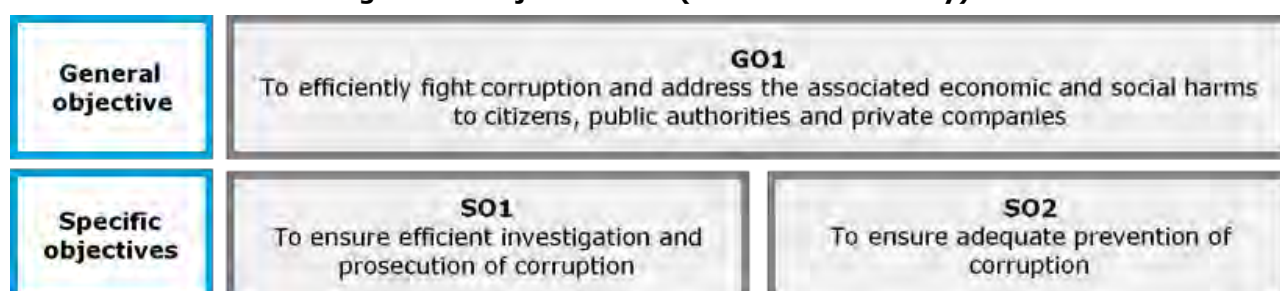 General
objective
GO1
To efficiently fight corruption and address the associated economic and social harms
to citizens, public authorities and private companies
Specific
objectives
SO1
To ensure efficient investigation and
prosecution of corruption
SO2
To ensure adequate prevention of
corruption